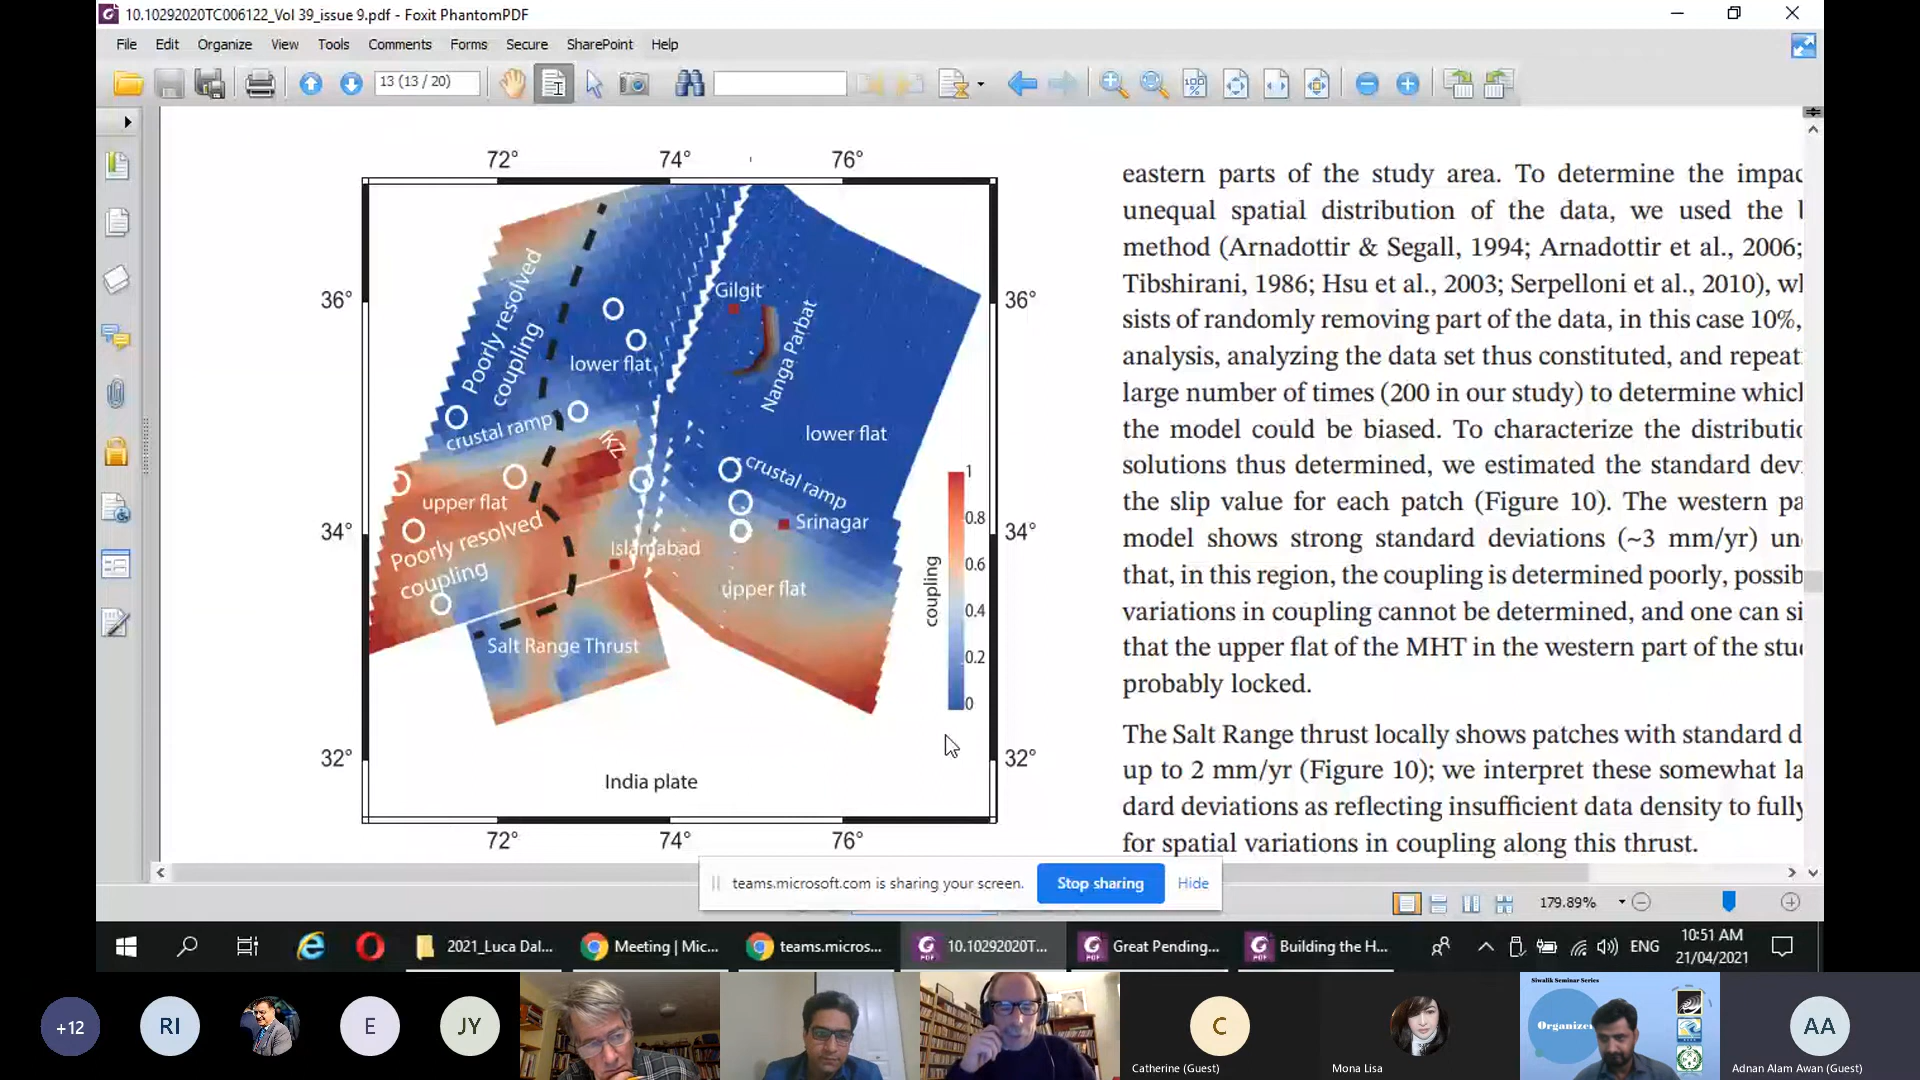 10.10292020TC006122_Vol 39_issue 9.pdf - Foxit PhantomPDF
File Edit Organize View Tools Comments Forms Secure SharePoint Help
13 (13 / 20)
72° 74° 76°
36° 36°
34° 34°
32° 32°
72° 74° 76°
Poorly resolved
coupling
lower flat
crustal ramp
IKZ
upper flat
Poorly resolved
coupling
Islamabad
Salt Range Thrust
Gilgit
Nanga Parbat
lower flat
crustal ramp
Srinagar
upper flat
India plate
coupling
1
0.8
0.6
0.4
0.2
0
eastern parts of the study area. To determine the impac
unequal spatial distribution of the data, we used the
method (Arnadottir & Segall, 1994; Arnadottir et al., 2006;
Tibshirani, 1986; Hsu et al., 2003; Serpelloni et al., 2010), wh
sists of randomly removing part of the data, in this case 10%,
analysis, analyzing the data set thus constituted, and repeat
large number of times (200 in our study) to determine which
the model could be biased. To characterize the distributic
solutions thus determined, we estimated the standard dev
the slip value for each patch (Figure 10). The western pa
model shows strong standard deviations (~3 mm/yr) un
that, in this region, the coupling is determined poorly, possib
variations in coupling cannot be determined, and one can si
that the upper flat of the MHT in the western part of the stu
probably locked.
The Salt Range thrust locally shows patches with standard d
up to 2 mm/yr (Figure 10); we interpret these somewhat la
dard deviations as reflecting insufficient data density to fully
for spatial variations in coupling along this thrust.
teams.microsoft.com is sharing your screen. Stop sharing Hide
179.89%
2021_Luca Dal... Meeting | Mic... teams.micros... 10.10292020T... Great Pending... Building the H... ENG 10:51 AM
21/04/2021
+12 RI E JY C AA
Siwalik Seminar Series
Organize
Catherine (Guest) Mona Lisa Adnan Alam Awan (Guest)